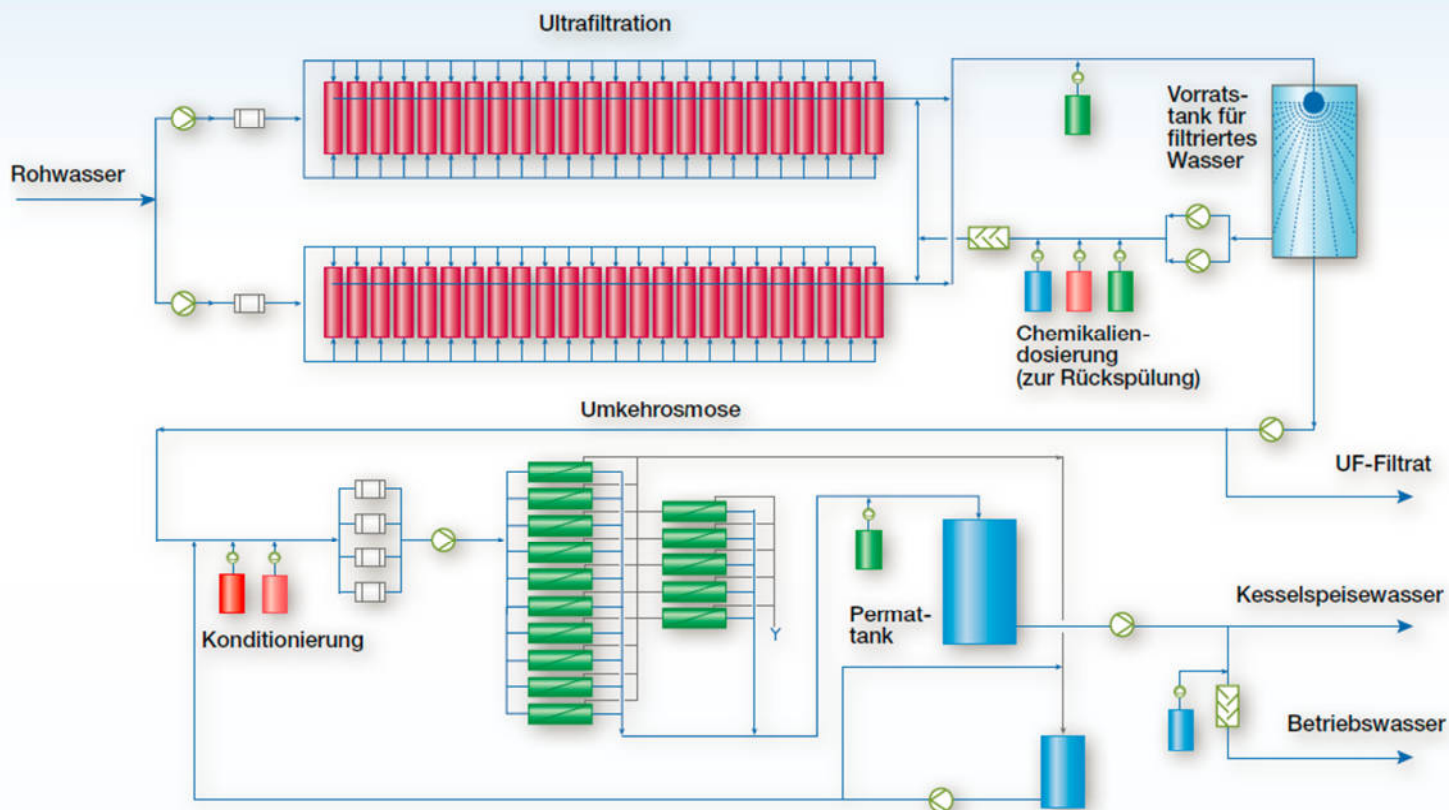 Ultrafiltration
Vorrats-
tank für
filtriertes
Wasser
Rohwasser
Chemikalien-
dosierung
(zur Rückspülung)
Umkehrosmose
UF-Filtrat
Konditionierung
Permat-
tank
Kesselspeisewasser
Betriebswasser